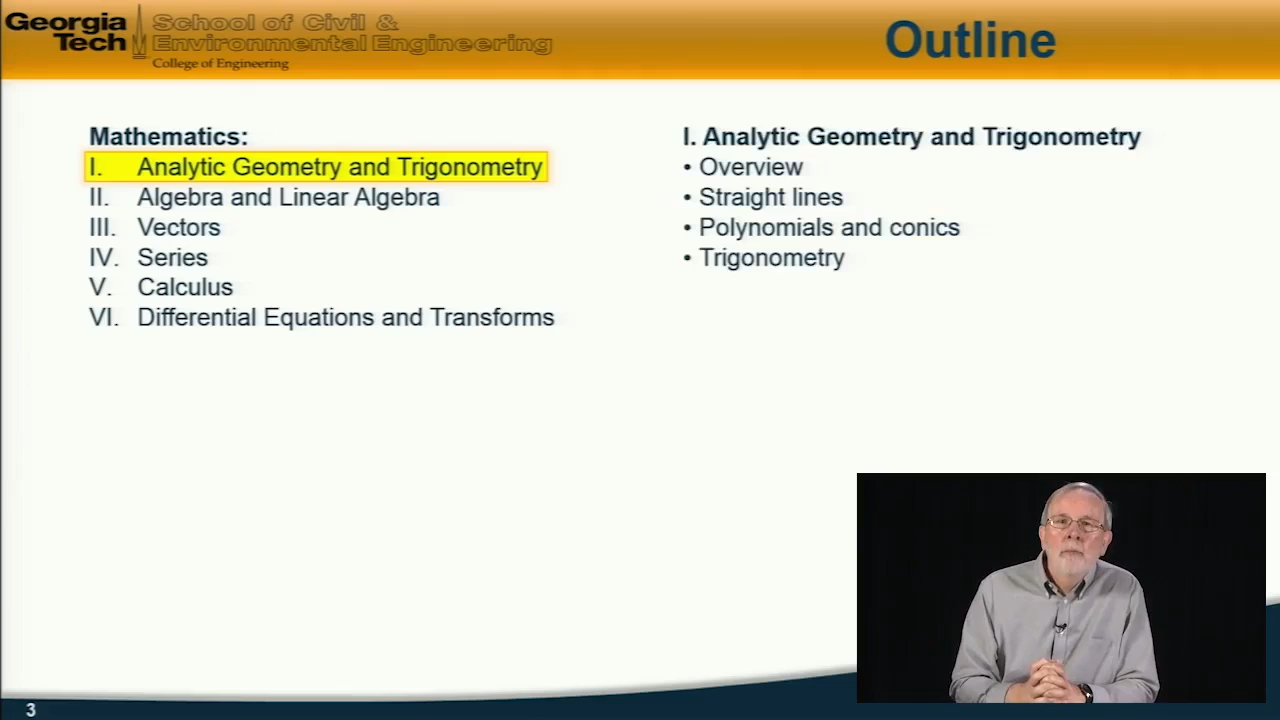 Georgia Tech
School of Civil &
Environmental Engineering
College of Engineering
Outline
Mathematics:
I. Analytic Geometry and Trigonometry
II. Algebra and Linear Algebra
III. Vectors
IV. Series
V. Calculus
VI. Differential Equations and Transforms
I. Analytic Geometry and Trigonometry
• Overview
• Straight lines
• Polynomials and conics
• Trigonometry
3